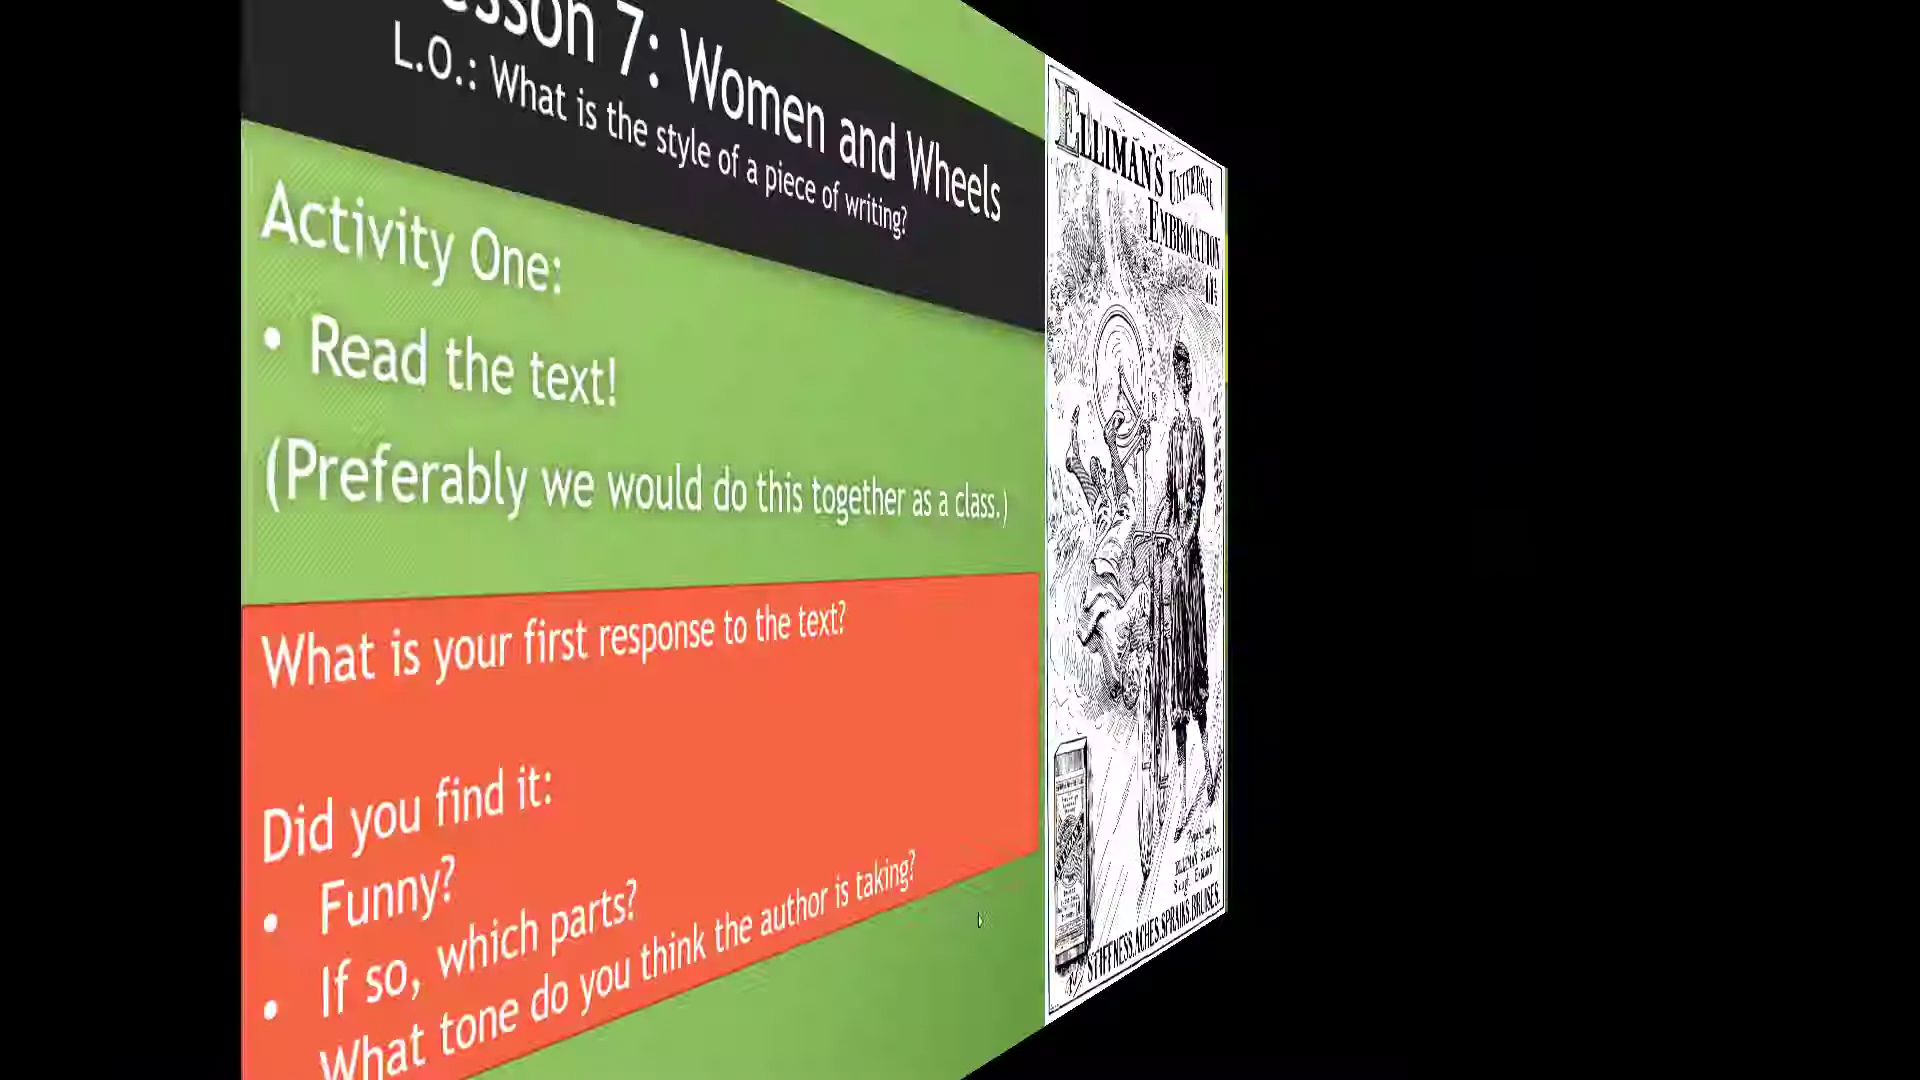 esson 7: Women and Wheels
L.O.: What is the style of a piece of writing?
Activity One:
• Read the text!
(Preferably we would do this together as a class.)
What is your first response to the text?
Did you find it:
• Funny?
• If so, which parts?
What tone do you think the author is taking?
ELLIMAN'S UNIVERSAL
EMBROCATION
STIFFNESS, ACHES, SPRAINS, BRUISES.